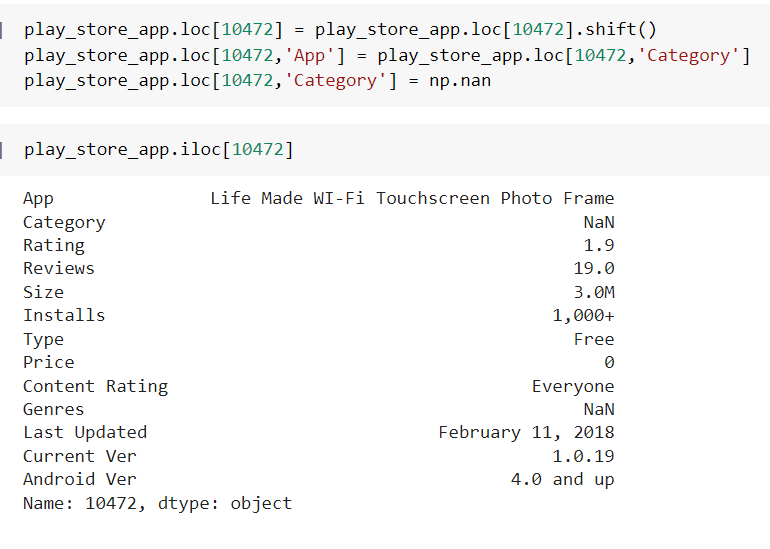 play_store_app.loc[10472] = play_store_app.loc[10472].shift()
play_store_app.loc[10472,'App'] = play_store_app.loc[10472,'Category']
play_store_app.loc[10472,'Category'] = np.nan
play_store_app.iloc[10472]
App Life Made WI-Fi Touchscreen Photo Frame
Category NaN
Rating 1.9
Reviews 19.0
Size 3.0M
Installs 1,000+
Type Free
Price 0
Content Rating Everyone
Genres NaN
Last Updated February 11, 2018
Current Ver 1.0.19
Android Ver 4.0 and up
Name: 10472, dtype: object